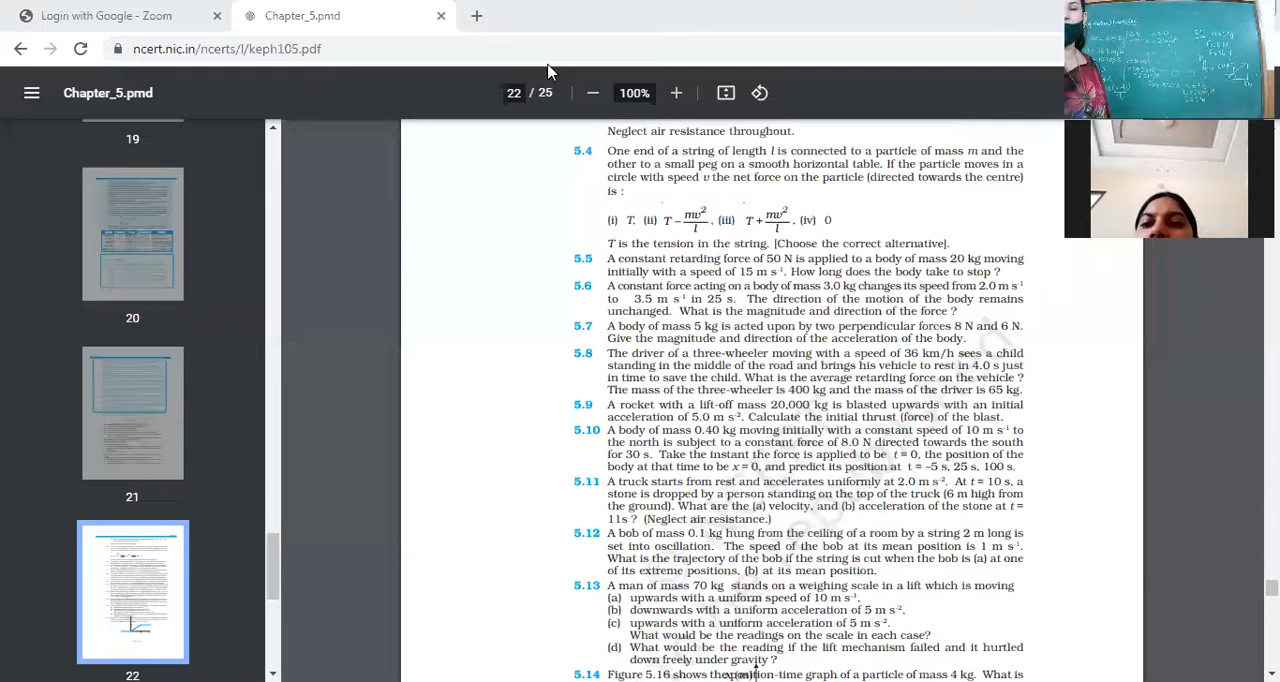 Login with Google - Zoom
Chapter_5.pmd
ncert.nic.in/ncerts/l/keph105.pdf
Chapter_5.pmd
22 / 25
100%
19
20
21
22
Neglect air resistance throughout.
5.4 One end of a string of length l is connected to a particle of mass m and the
other to a small peg on a smooth horizontal table. If the particle moves in a
circle with speed v the net force on the particle (directed towards the centre)
is :
(i) T, (ii) T − mv²/l, (iii) T + mv²/l, (iv) 0
T is the tension in the string. [Choose the correct alternative].
5.5 A constant retarding force of 50 N is applied to a body of mass 20 kg moving
initially with a speed of 15 m s⁻¹. How long does the body take to stop ?
5.6 A constant force acting on a body of mass 3.0 kg changes its speed from 2.0 m s⁻¹
to 3.5 m s⁻¹ in 25 s. The direction of the motion of the body remains
unchanged. What is the magnitude and direction of the force ?
5.7 A body of mass 5 kg is acted upon by two perpendicular forces 8 N and 6 N.
Give the magnitude and direction of the acceleration of the body.
5.8 The driver of a three-wheeler moving with a speed of 36 km/h sees a child
standing in the middle of the road and brings his vehicle to rest in 4.0 s just
in time to save the child. What is the average retarding force on the vehicle ?
The mass of the three-wheeler is 400 kg and the mass of the driver is 65 kg.
5.9 A rocket with a lift-off mass 20,000 kg is blasted upwards with an initial
acceleration of 5.0 m s⁻². Calculate the initial thrust (force) of the blast.
5.10 A body of mass 0.40 kg moving initially with a constant speed of 10 m s⁻¹ to
the north is subject to a constant force of 8.0 N directed towards the south
for 30 s. Take the instant the force is applied to be t = 0, the position of the
body at that time to be x = 0, and predict its position at t = –5 s, 25 s, 100 s.
5.11 A truck starts from rest and accelerates uniformly at 2.0 m s⁻². At t = 10 s, a
stone is dropped by a person standing on the top of the truck (6 m high from
the ground). What are the (a) velocity, and (b) acceleration of the stone at t =
11s ? (Neglect air resistance.)
5.12 A bob of mass 0.1 kg hung from the ceiling of a room by a string 2 m long is
set into oscillation. The speed of the bob at its mean position is 1 m s⁻¹.
What is the trajectory of the bob if the string is cut when the bob is (a) at one
of its extreme positions, (b) at its mean position.
5.13 A man of mass 70 kg stands on a weighing scale in a lift which is moving
(a) upwards with a uniform speed of 10 m s⁻¹,
(b) downwards with a uniform acceleration of 5 m s⁻²,
(c) upwards with a uniform acceleration of 5 m s⁻².
What would be the readings on the scale in each case?
(d) What would be the reading if the lift mechanism failed and it hurtled
down freely under gravity ?
5.14 Figure 5.16 shows the position-time graph of a particle of mass 4 kg. What is